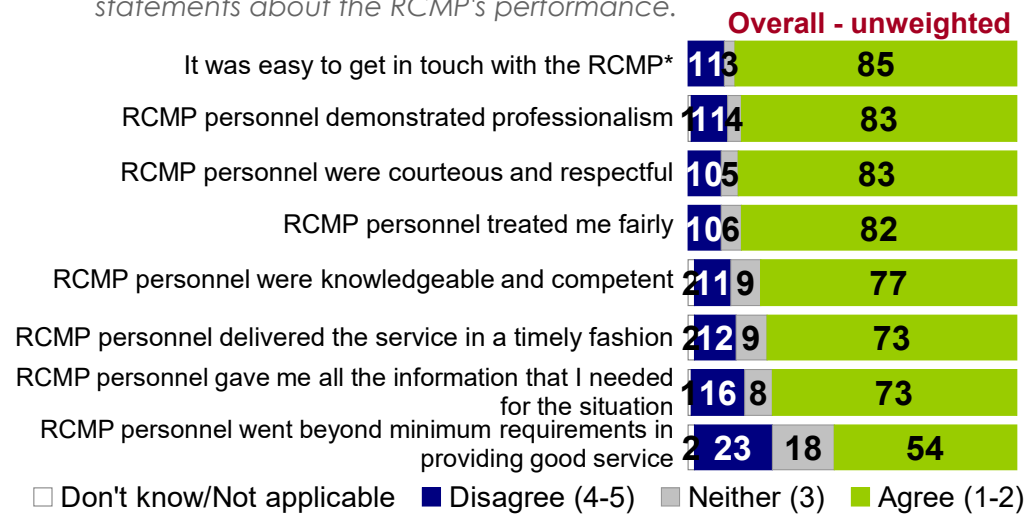 statements about the RCMP's performance.
Overall - unweighted
It was easy to get in touch with the RCMP* 11 3 85
RCMP personnel demonstrated professionalism 1 11 4 83
RCMP personnel were courteous and respectful 10 5 83
RCMP personnel treated me fairly 10 6 82
RCMP personnel were knowledgeable and competent 2 11 9 77
RCMP personnel delivered the service in a timely fashion 2 12 9 73
RCMP personnel gave me all the information that I needed
for the situation 1 16 8 73
RCMP personnel went beyond minimum requirements in
providing good service 2 23 18 54
Don't know/Not applicable Disagree (4-5) Neither (3) Agree (1-2)